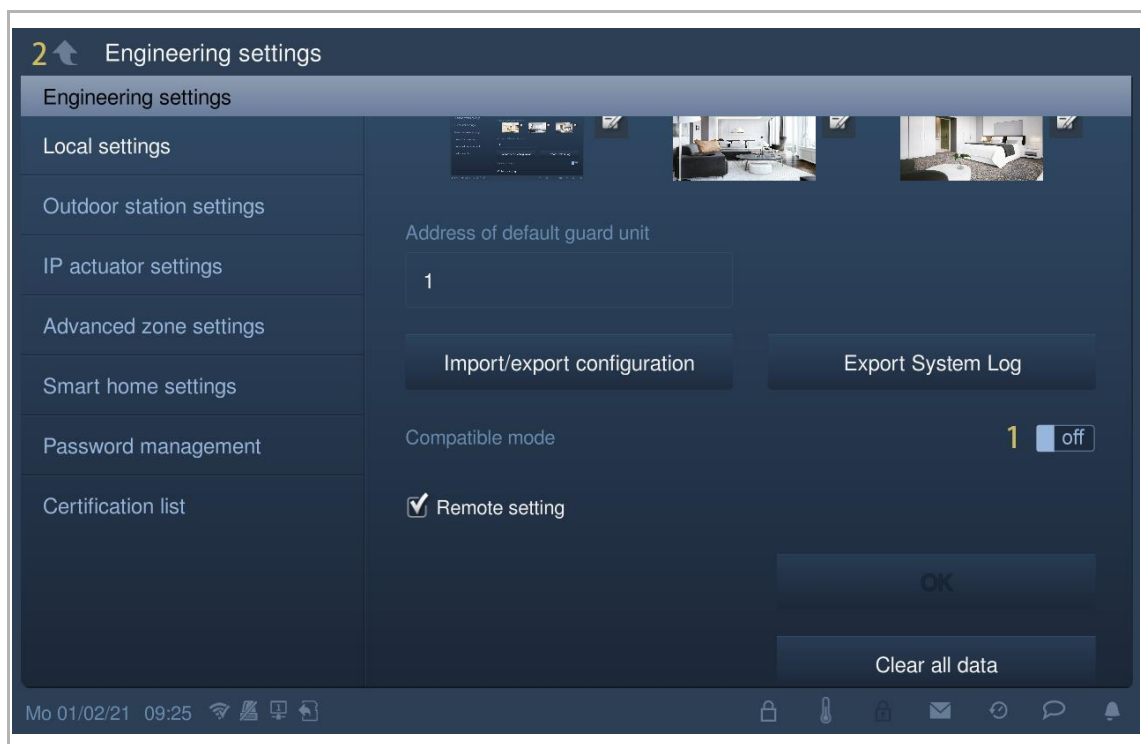 2 Engineering settings
Engineering settings
Local settings
Outdoor station settings
IP actuator settings
Advanced zone settings
Smart home settings
Password management
Certification list
Address of default guard unit
1
Import/export configuration Export System Log
Compatible mode 1 off
Remote setting
OK
Clear all data
Mo 01/02/21 09:25